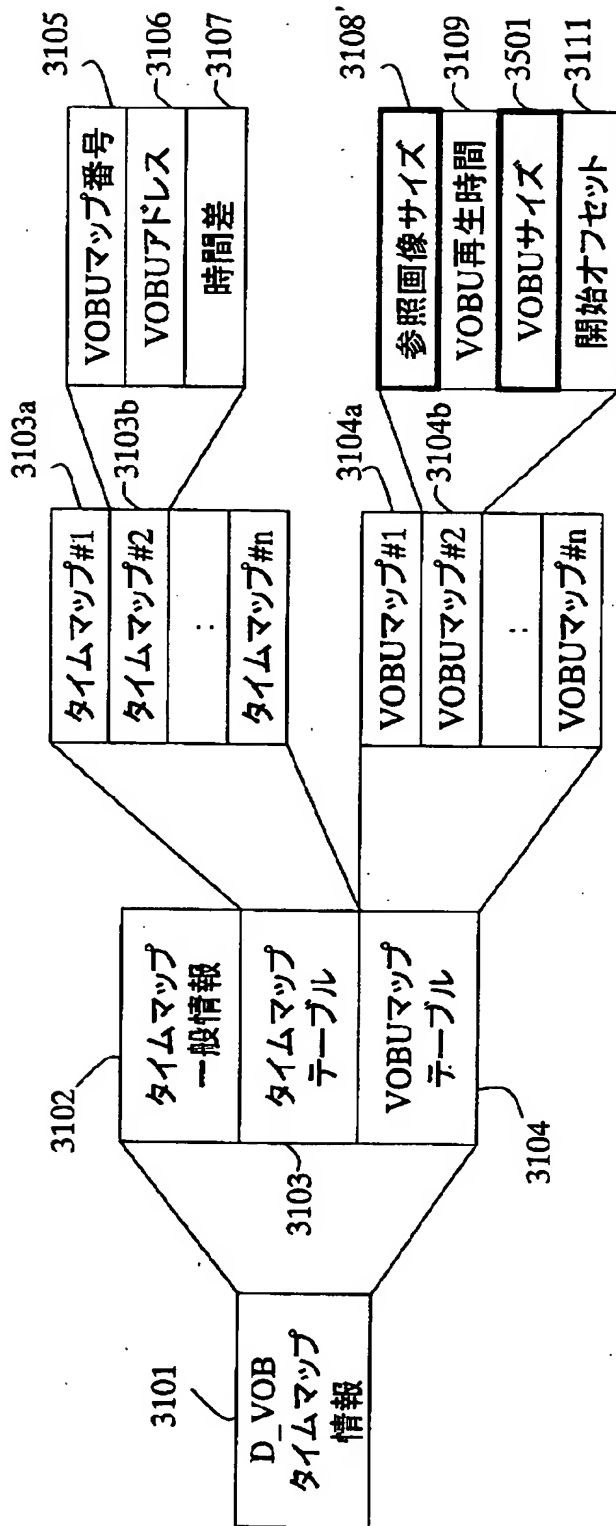 3101
D_VOB
タイムマップ
情報
3102
タイムマップ
一般情報
タイムマップ
テーブル
3103
VOBUマップ
テーブル
3104
3103a
タイムマップ#1
3103b
タイムマップ#2
:
タイムマップ#n
3104a
VOBUマップ#1
3104b
VOBUマップ#2
:
VOBUマップ#n
VOBUマップ番号
3105
VOBUアドレス
3106
時間差
3107
参照画像サイズ
3108'
VOBU再生時間
3109
VOBUサイズ
3501
開始オフセット
3111